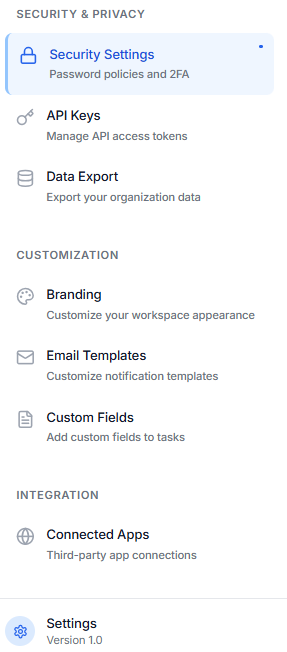 SECURITY & PRIVACY
Security Settings
Password policies and 2FA
API Keys
Manage API access tokens
Data Export
Export your organization data
CUSTOMIZATION
Branding
Customize your workspace appearance
Email Templates
Customize notification templates
Custom Fields
Add custom fields to tasks
INTEGRATION
Connected Apps
Third-party app connections
Settings
Version 1.0